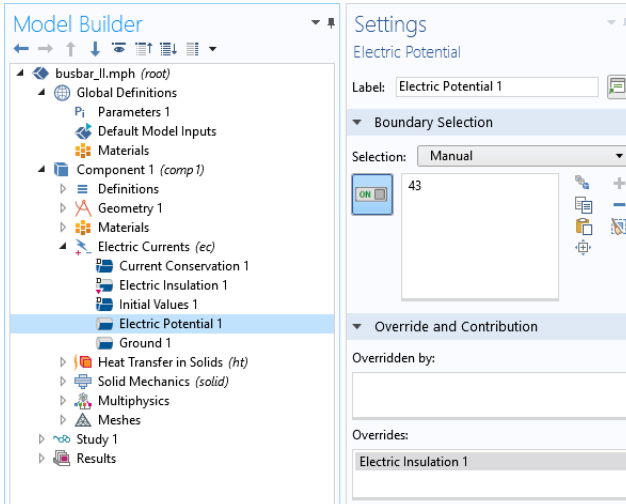 Model Builder
busbar_ll.mph (root)
Global Definitions
Pi Parameters 1
Default Model Inputs
Materials
Component 1 (comp1)
Definitions
Geometry 1
Materials
Electric Currents (ec)
D Current Conservation 1
D Electric Insulation 1
D Initial Values 1
Electric Potential 1
Ground 1
Heat Transfer in Solids (ht)
Solid Mechanics (solid)
Multiphysics
Meshes
Study 1
Results
Settings
Electric Potential
Label: Electric Potential 1
Boundary Selection
Selection: Manual
ON
43
Override and Contribution
Overridden by:
Overrides:
Electric Insulation 1